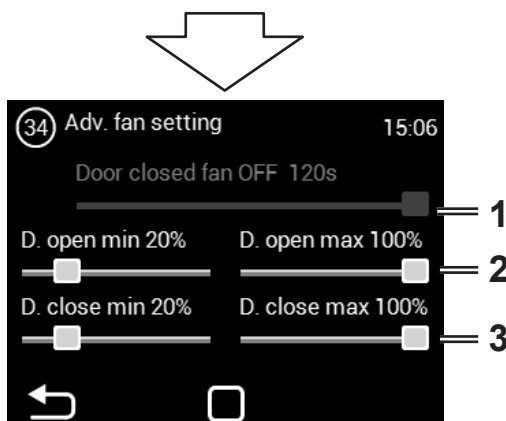 34 Adv. fan setting 15:06
Door closed fan OFF 120s
1
D. open min 20% D. open max 100%
2
D. close min 20% D. close max 100%
3